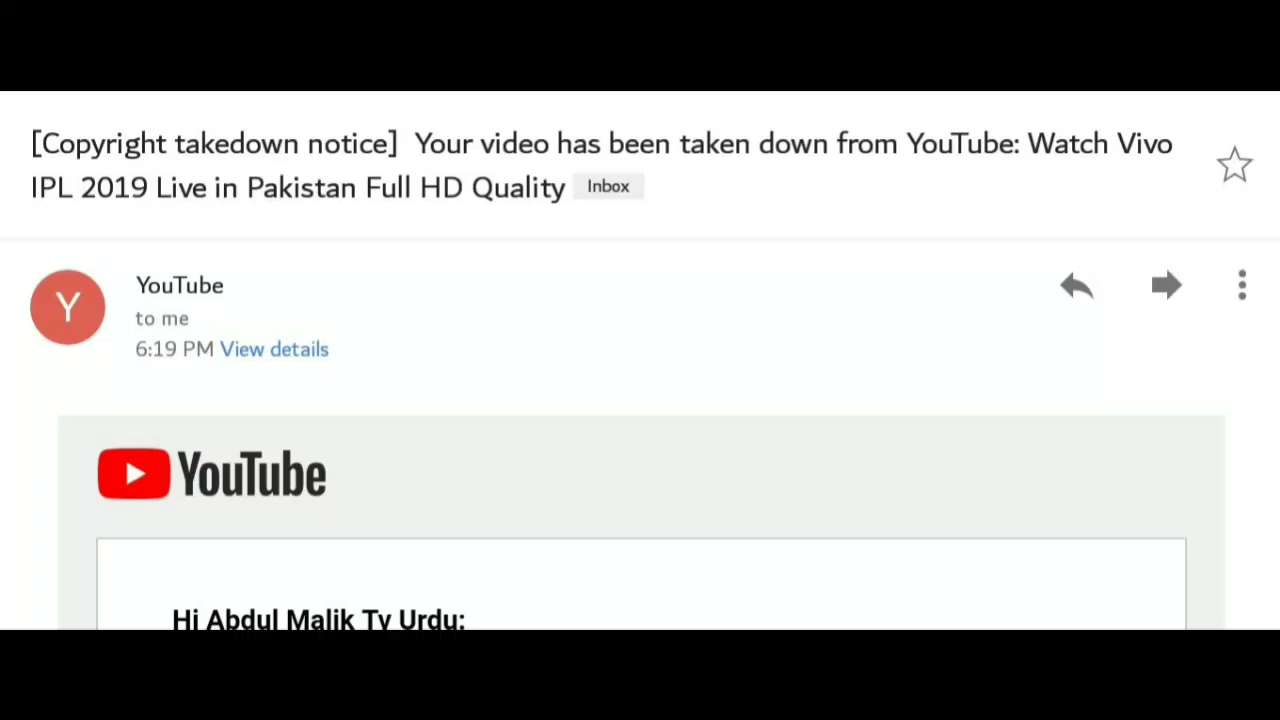 [Copyright takedown notice] Your video has been taken down from YouTube: Watch Vivo
IPL 2019 Live in Pakistan Full HD Quality Inbox
Y
YouTube
to me
6:19 PM View details
YouTube
Hi Abdul Malik Tv Urdu: